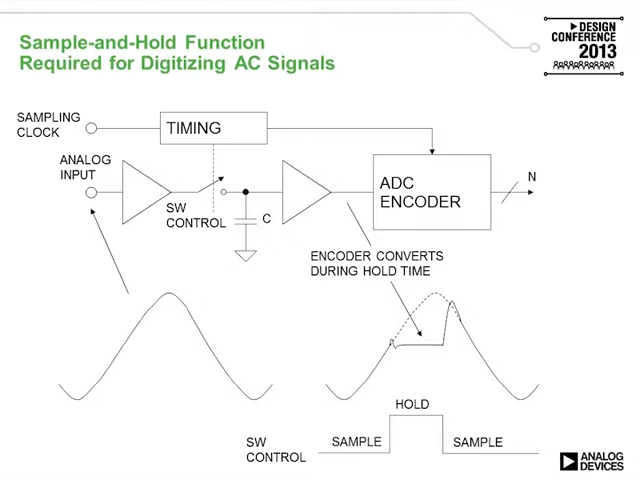 Sample-and-Hold Function
Required for Digitizing AC Signals
DESIGN
CONFERENCE
2013
SAMPLING
CLOCK
TIMING
ANALOG
INPUT
SW
CONTROL
C
ADC
ENCODER
N
ENCODER CONVERTS
DURING HOLD TIME
HOLD
SW
CONTROL
SAMPLE
SAMPLE
ANALOG
DEVICES